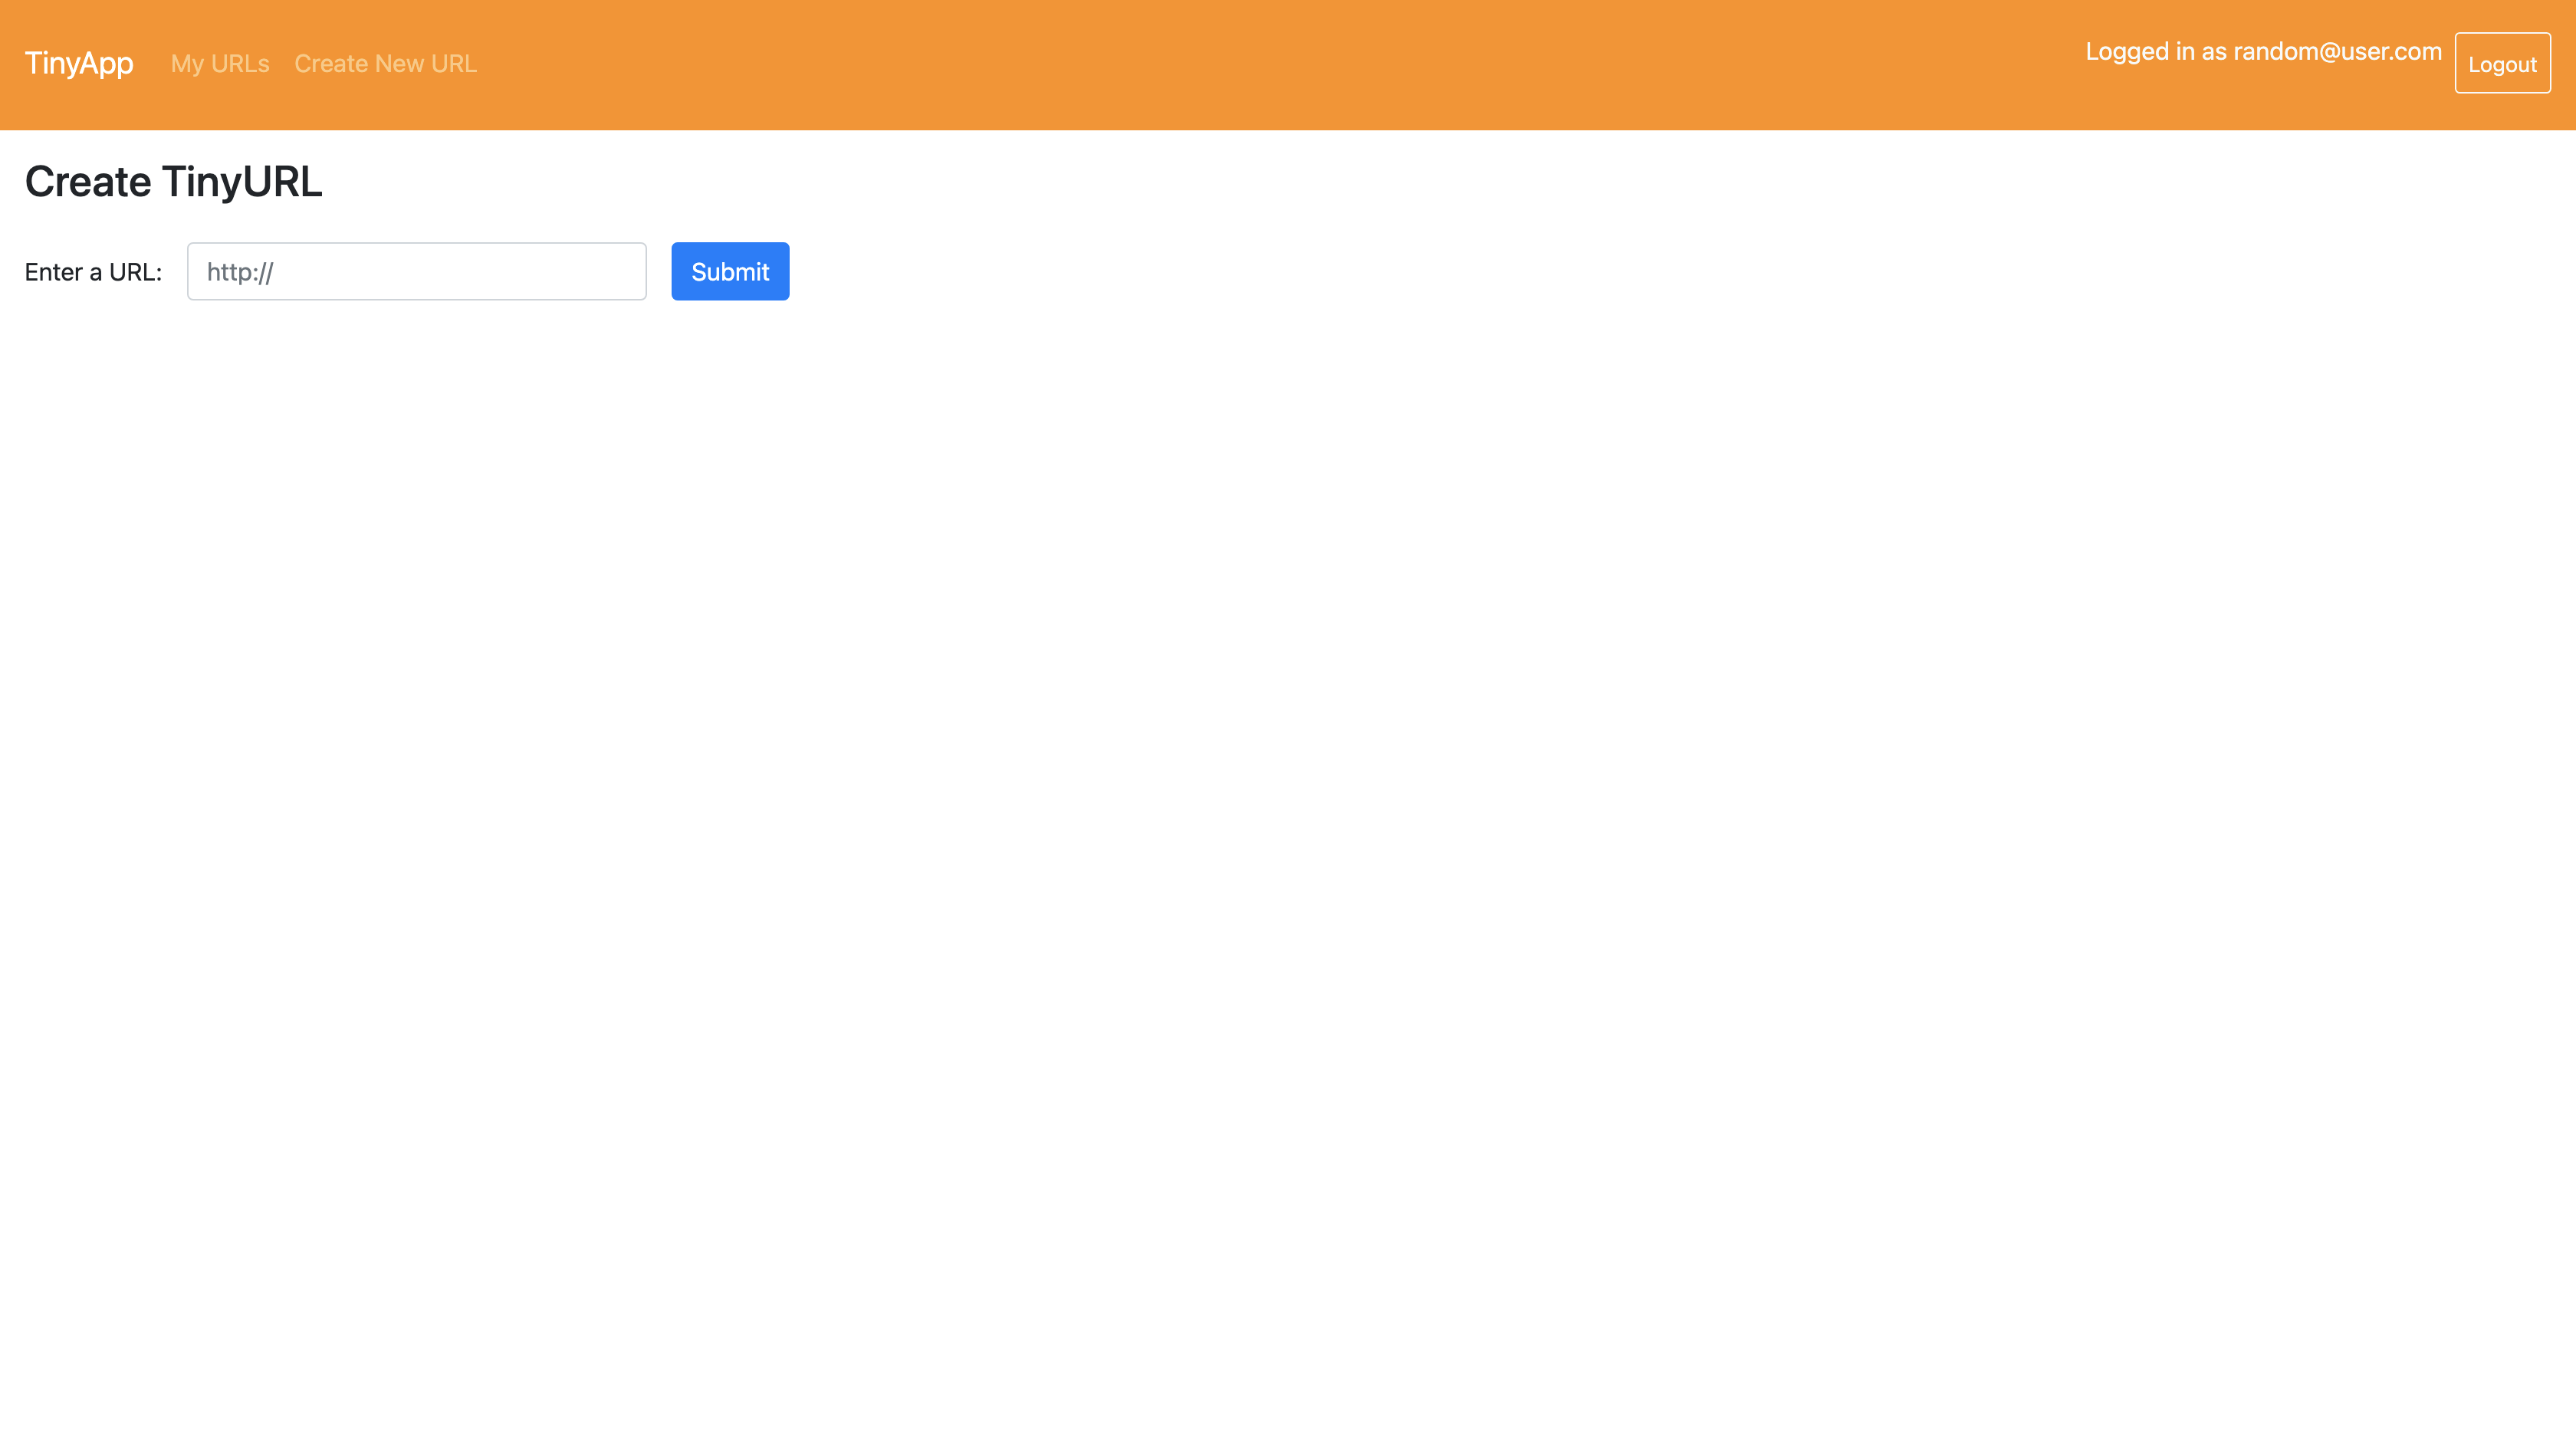 TinyApp My URLs Create New URL Logged in as random@user.com Logout
Create TinyURL
Enter a URL: http:// Submit